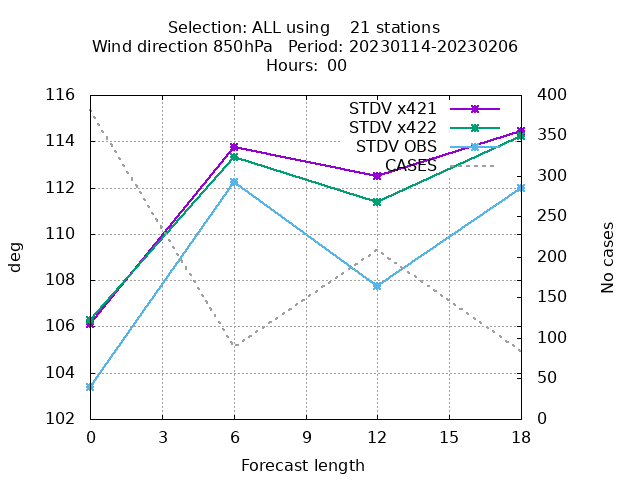 Selection: ALL using    21 stations
Wind direction 850hPa   Period: 20230114-20230206
Hours: 00
116
114
112
110
108
106
104
102
deg
400
350
300
250
200
150
100
50
0
No cases
STDV x421
STDV x422
STDV OBS
CASES
0 3 6 9 12 15 18
Forecast length